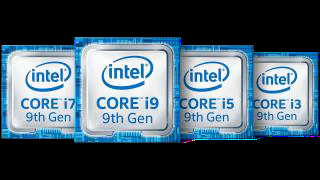 intel
CORE i7
9th Gen
intel
CORE i9
9th Gen
intel
CORE i5
9th Gen
intel
CORE i3
9th Gen